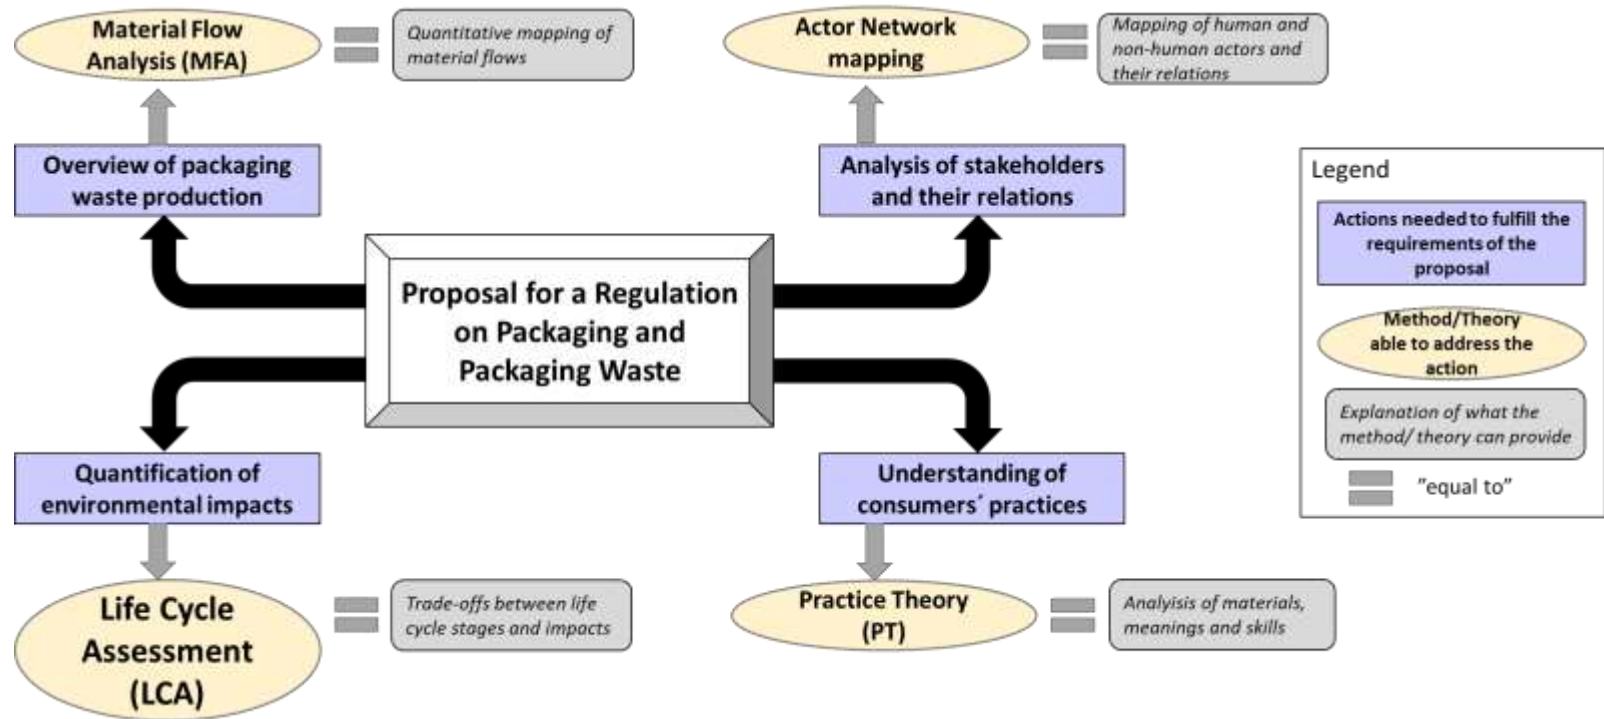 Material Flow
Analysis (MFA)
Quantitative mapping of
material flows
Actor Network
mapping
Mapping of human and
non-human actors and
their relations
Overview of packaging
waste production
Analysis of stakeholders
and their relations
Proposal for a Regulation
on Packaging and
Packaging Waste
Quantification of
environmental impacts
Understanding of
consumers´ practices
Life Cycle
Assessment
(LCA)
Trade-offs between life
cycle stages and impacts
Practice Theory
(PT)
Analyisis of materials,
meanings and skills
Legend
Actions needed to fulfill the
requirements of the
proposal
Method/Theory
able to address the
action
Explanation of what the
method/ theory can provide
”equal to”